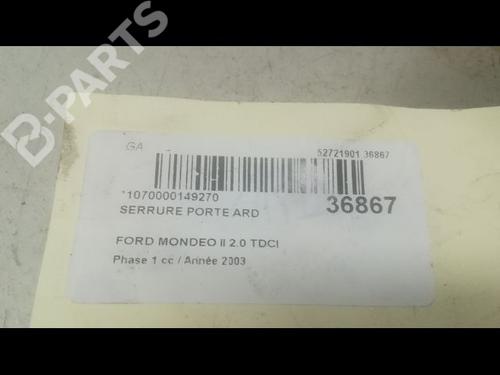 B-PARTS
GA
52721901 36867
*1070000149270
36867
SERRURE PORTE ARD
FORD MONDEO II 2.0 TDCI
Phase 1 cc / Année 2003